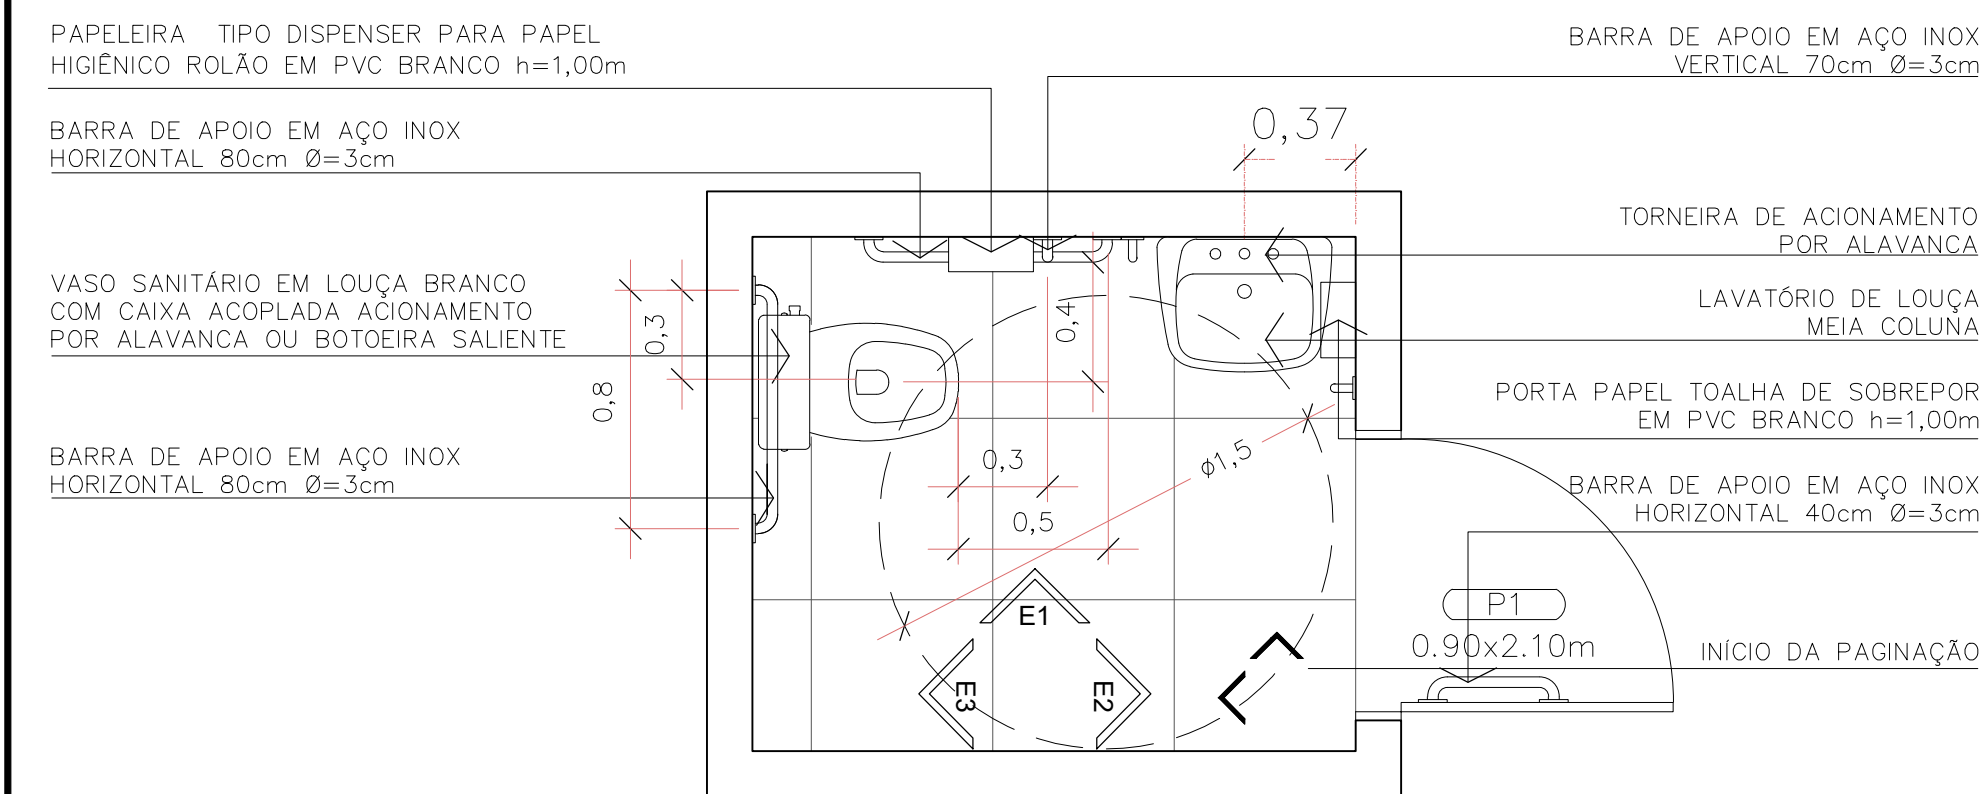 PAPELEIRA TIPO DISPENSER PARA PAPEL
HIGIÊNICO ROLÃO EM PVC BRANCO h=1,00m
BARRA DE APOIO EM AÇO INOX
HORIZONTAL 80cm Ø=3cm
VASO SANITÁRIO EM LOUÇA BRANCO
COM CAIXA ACOPLADA ACIONAMENTO
POR ALAVANCA OU BOTOEIRA SALIENTE
BARRA DE APOIO EM AÇO INOX
HORIZONTAL 80cm Ø=3cm
0,37
0,3
0,8
0,4
0,3
0,5
ø1,5
E1
E3
E2
BARRA DE APOIO EM AÇO INOX
VERTICAL 70cm Ø=3cm
TORNEIRA DE ACIONAMENTO
POR ALAVANCA
LAVATÓRIO DE LOUÇA
MEIA COLUNA
PORTA PAPEL TOALHA DE SOBREPOR
EM PVC BRANCO h=1,00m
BARRA DE APOIO EM AÇO INOX
HORIZONTAL 40cm Ø=3cm
P1
0.90x2.10m
INÍCIO DA PAGINAÇÃO